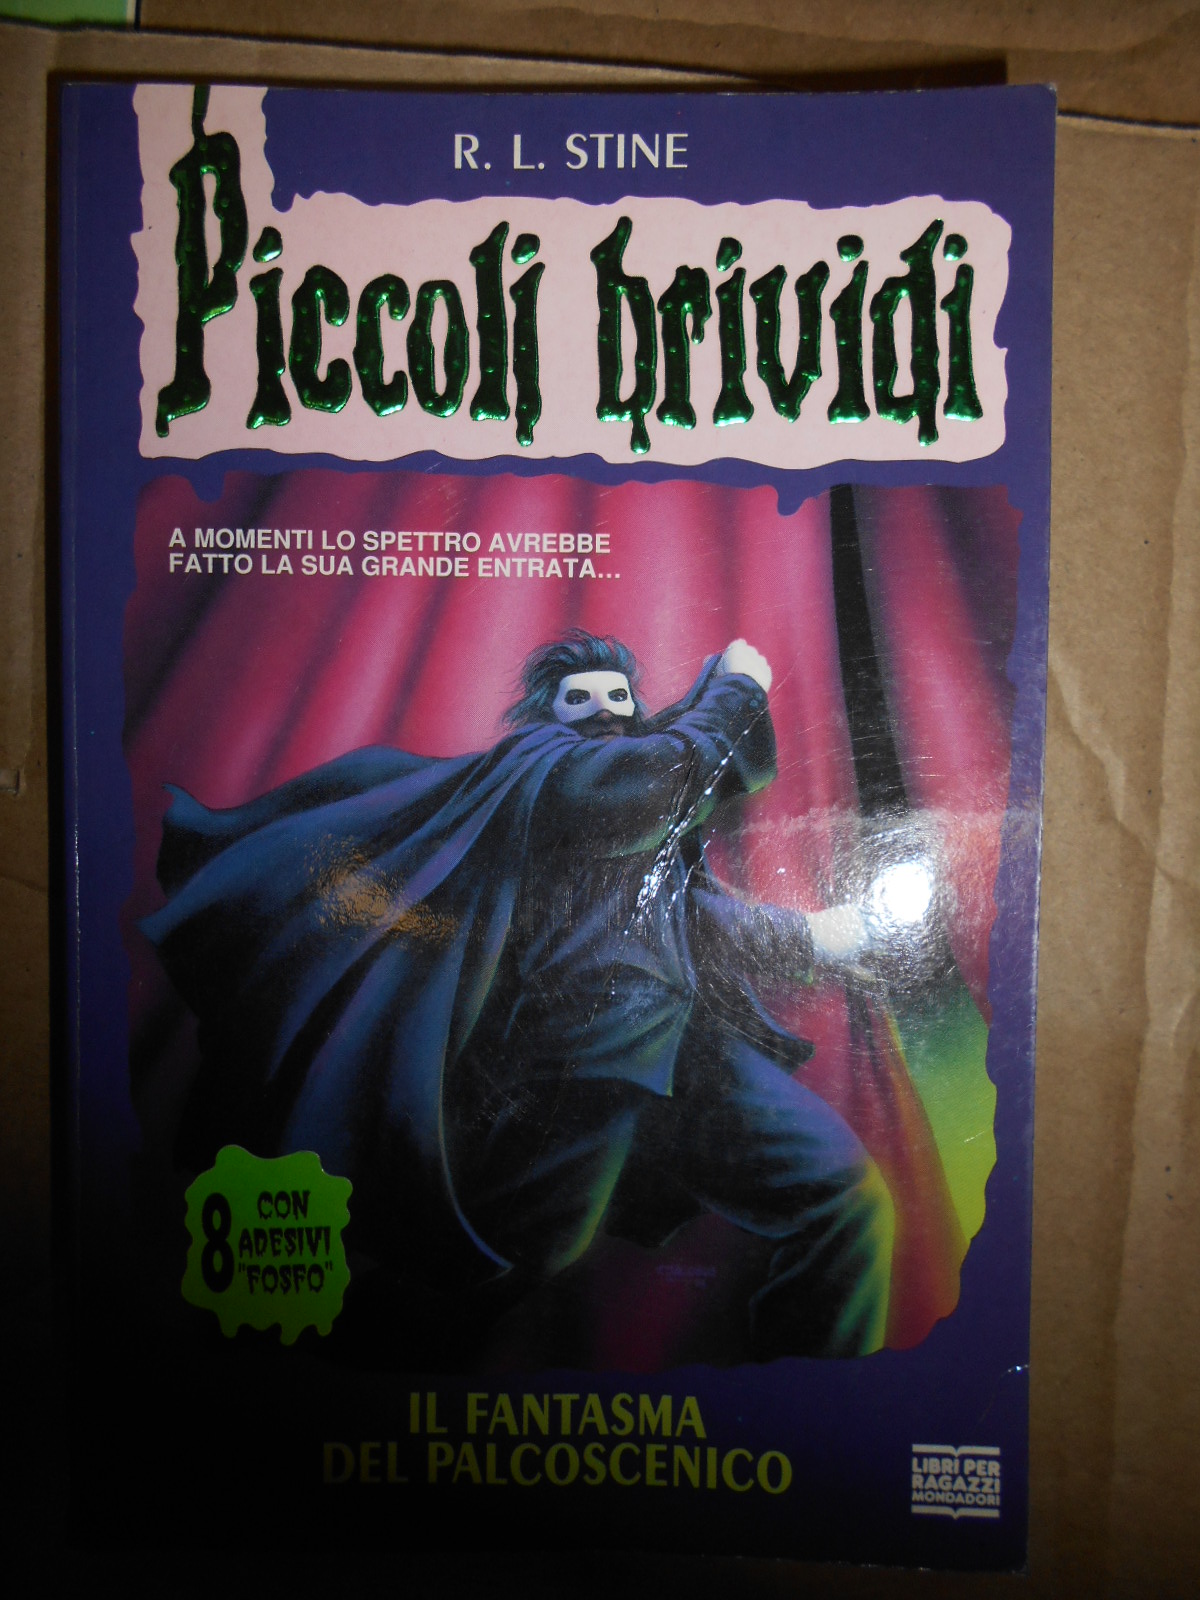 R. L. STINE
Piccoli brividi
A MOMENTI LO SPETTRO AVREBBE
FATTO LA SUA GRANDE ENTRATA...
8 CON
ADESIVI
"FOSFO"
IL FANTASMA
DEL PALCOSCENICO
LIBRI PER
RAGAZZI
MONDADORI